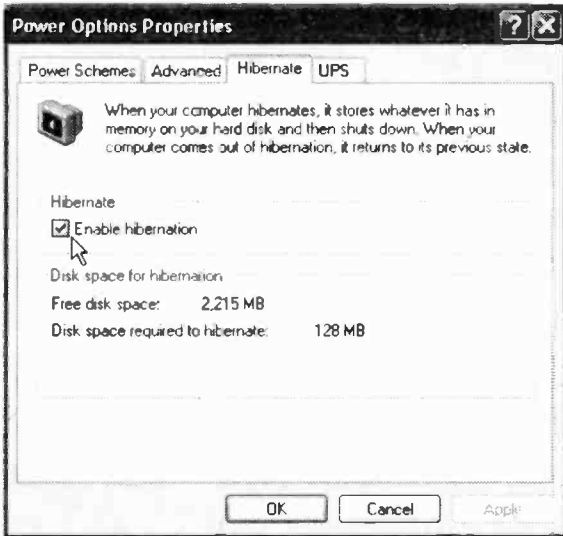 Power Options Properties
Power Schemes Advanced Hibernate UPS
When your computer hibernates, it stores whatever it has in
memory on your hard disk and then shuts down. When your
computer comes out of hibernation, it returns to its previous state.
Hibernate
Enable hibernation
Disk space for hibernation
Free disk space: 2,215 MB
Disk space required to hibernate: 128 MB
OK Cancel Apply